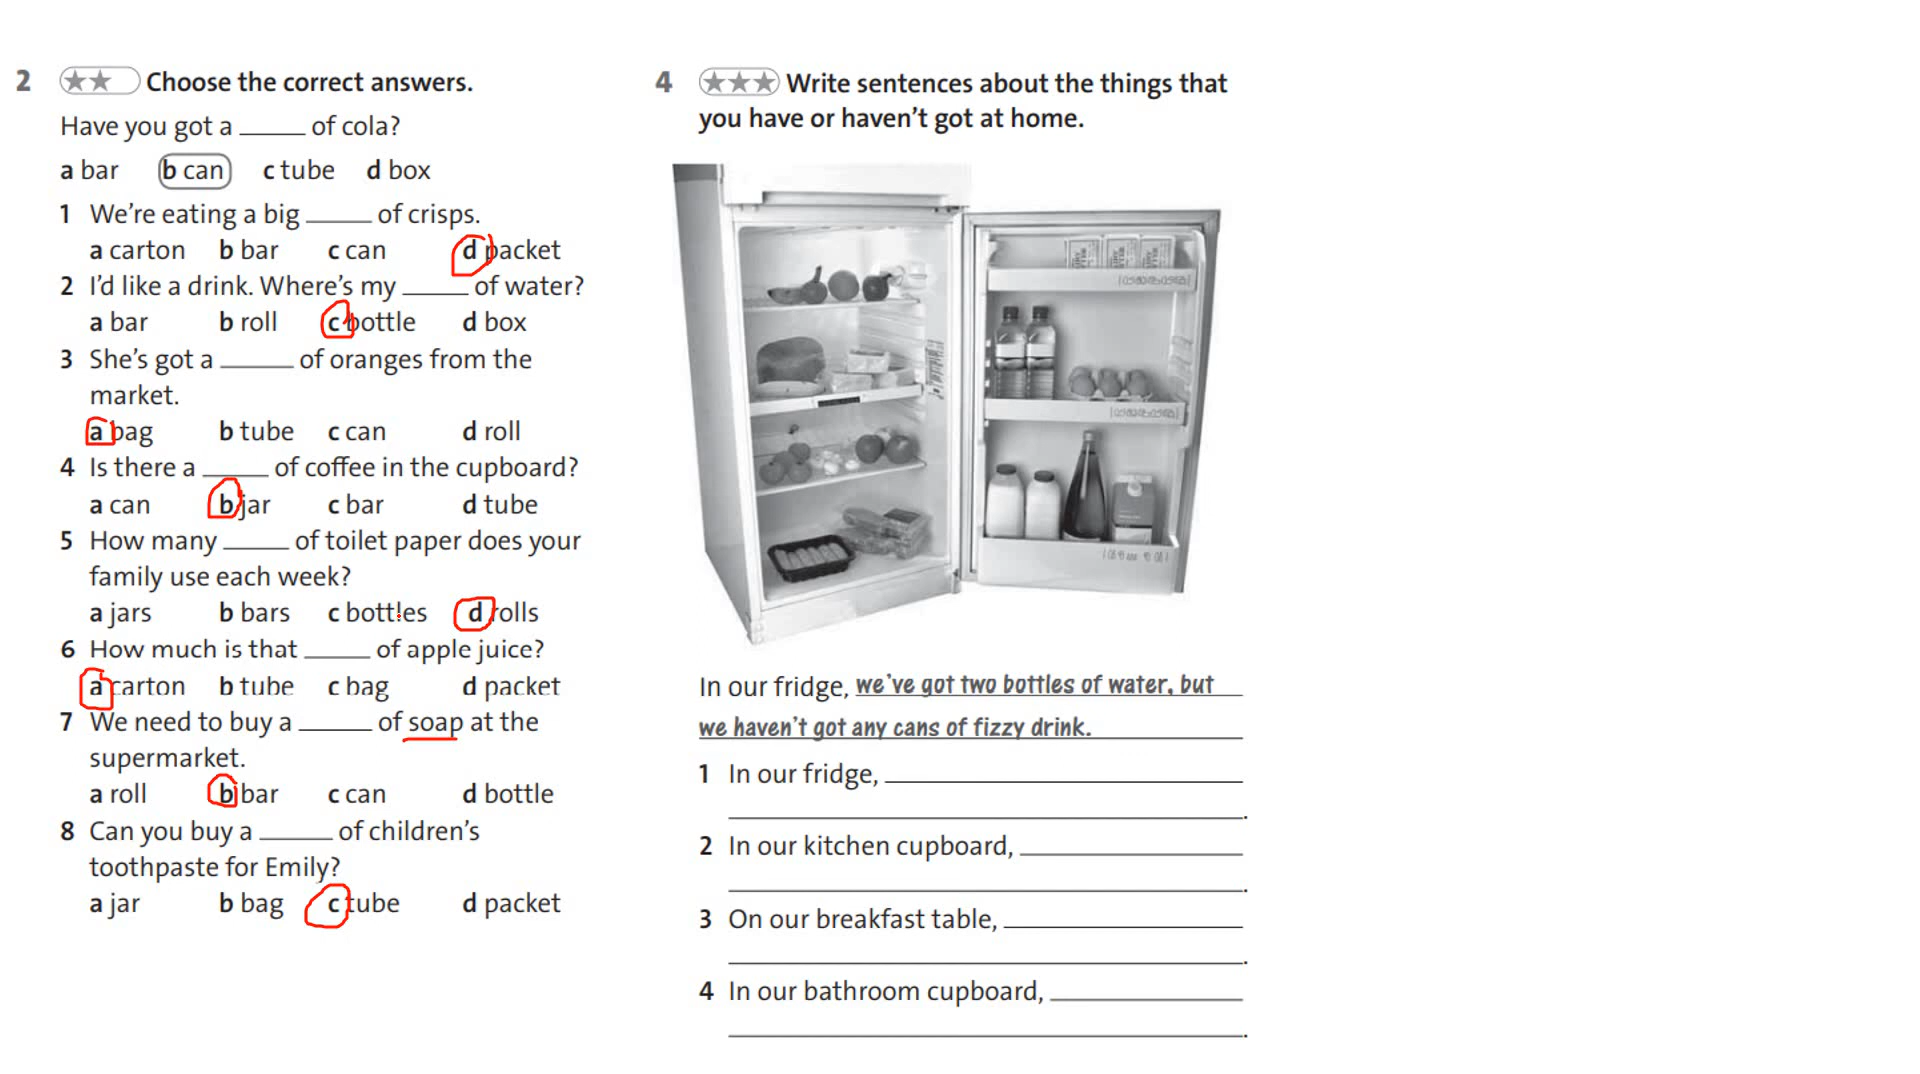 2 Choose the correct answers.
Have you got a _____ of cola?
a bar b can c tube d box
1 We're eating a big _____ of crisps.
a carton b bar c can d packet
2 I'd like a drink. Where's my _____ of water?
a bar b roll c bottle d box
3 She's got a _____ of oranges from the
market.
a bag b tube c can d roll
4 Is there a _____ of coffee in the cupboard?
a can b jar c bar d tube
5 How many _____ of toilet paper does your
family use each week?
a jars b bars c bottles d rolls
6 How much is that _____ of apple juice?
a carton b tube c bag d packet
7 We need to buy a _____ of soap at the
supermarket.
a roll b bar c can d bottle
8 Can you buy a _____ of children's
toothpaste for Emily?
a jar b bag c tube d packet
4 Write sentences about the things that
you have or haven't got at home.
In our fridge, we've got two bottles of water, but
we haven't got any cans of fizzy drink.
1 In our fridge, _____
_____.
2 In our kitchen cupboard, _____
_____.
3 On our breakfast table, _____
_____.
4 In our bathroom cupboard, _____
_____.